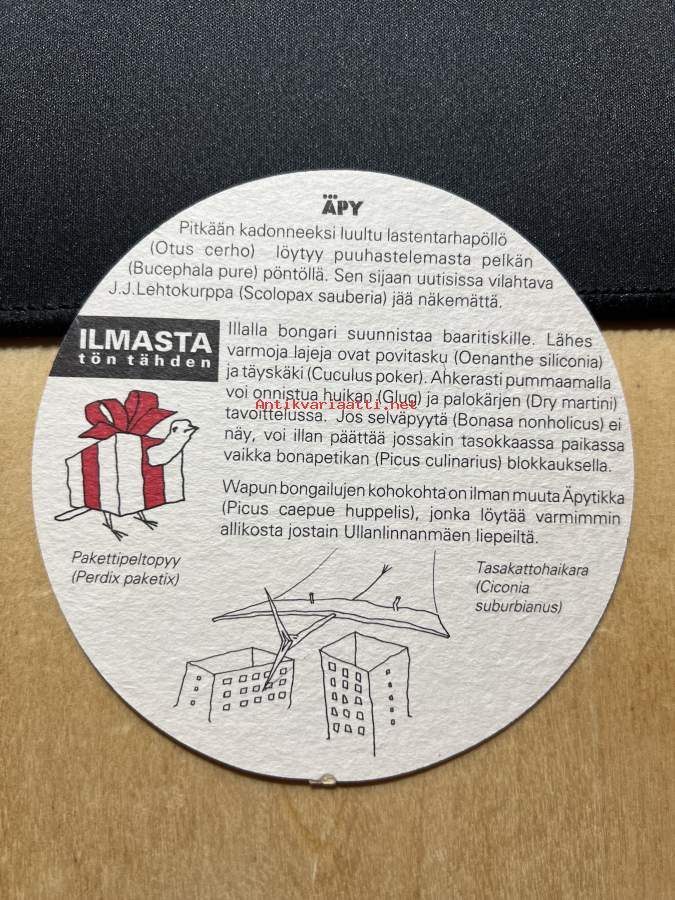 ÄPY
Pitkään kadonneeksi luultu lastentarhapöllö
(Otus cerho) löytyy puuhastelemasta pelkän
(Bucephala pure) pöntöllä. Sen sijaan uutisissa vilahtava
J.J.Lehtokurppa (Scolopax sauberia) jää näkemättä.
ILMASTA
tön tähden
Illalla bongari suunnistaa baaritiskille. Lähes
varmoja lajeja ovat povitasku (Oenanthe siliconia)
ja täyskäki (Cuculus poker). Ahkerasti pummaamalla
voi onnistua huikan (Glug) ja palokärjen (Dry martini)
Antikvariaatti.net
tavoittelussa. Jos selväpyytä (Bonasa nonholicus) ei
näy, voi illan päättää jossakin tasokkaassa paikassa
vaikka bonapetikan (Picus culinarius) blokkauksella.
Wapun bongailujen kohokohta on ilman muuta Äpytikka
(Picus caepue huppelis), jonka löytää varmimmin
allikosta jostain Ullanlinnanmäen liepeiltä.
Pakettipeltopyy
(Perdix paketix)
Tasakattohaikara
(Ciconia
suburbianus)